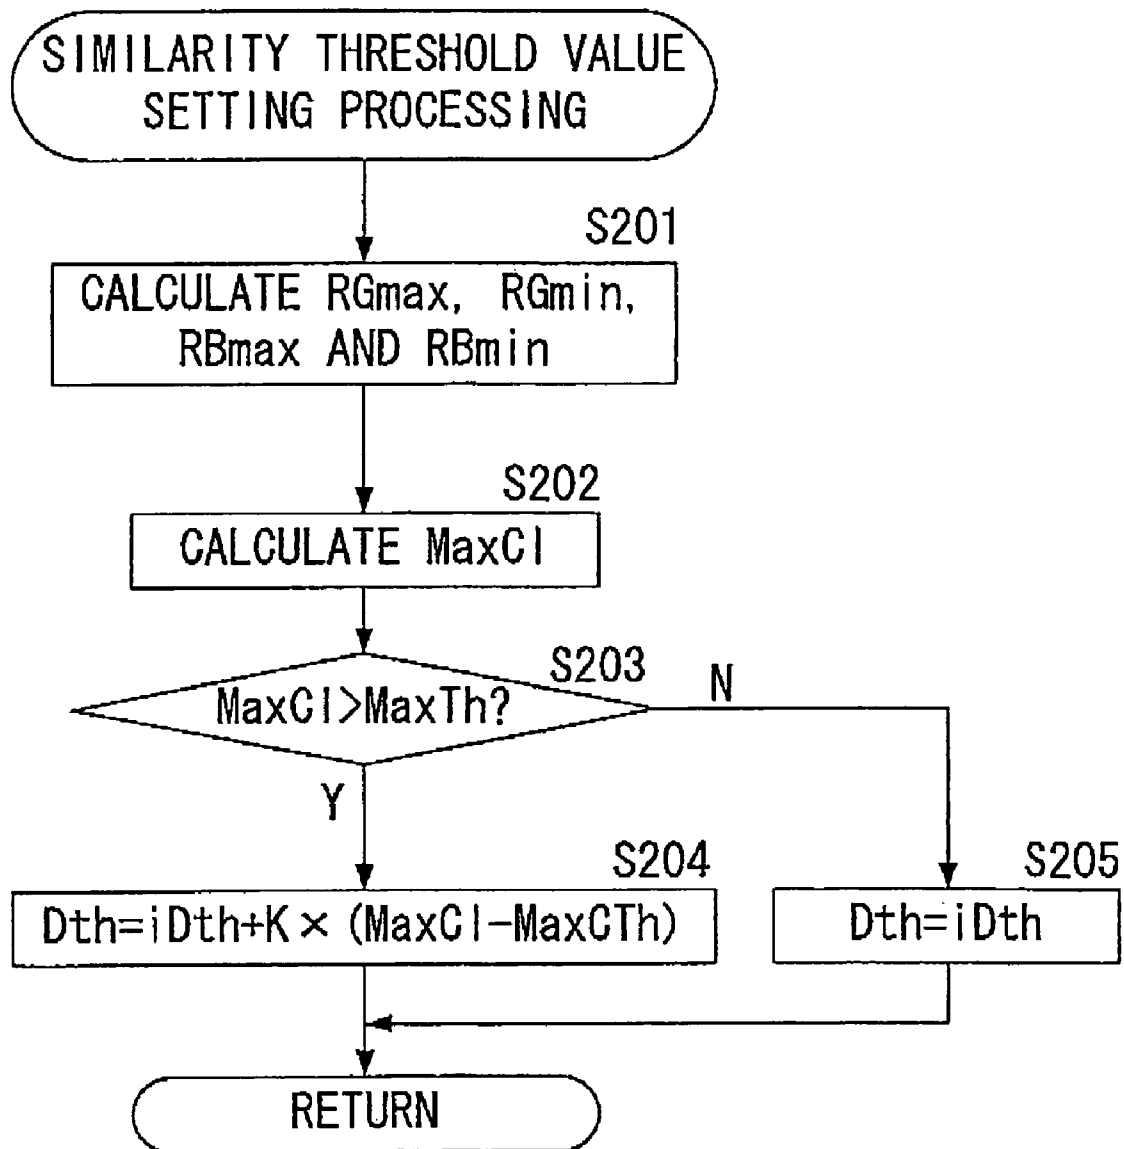 SIMILARITY THRESHOLD VALUE
SETTING PROCESSING
S201
CALCULATE RGmax, RGmin,
RBmax AND RBmin
S202
CALCULATE MaxCl
S203
MaxCl>MaxTh?
N
Y
S204
Dth=iDth+K×(MaxCl-MaxCTh)
S205
Dth=iDth
RETURN